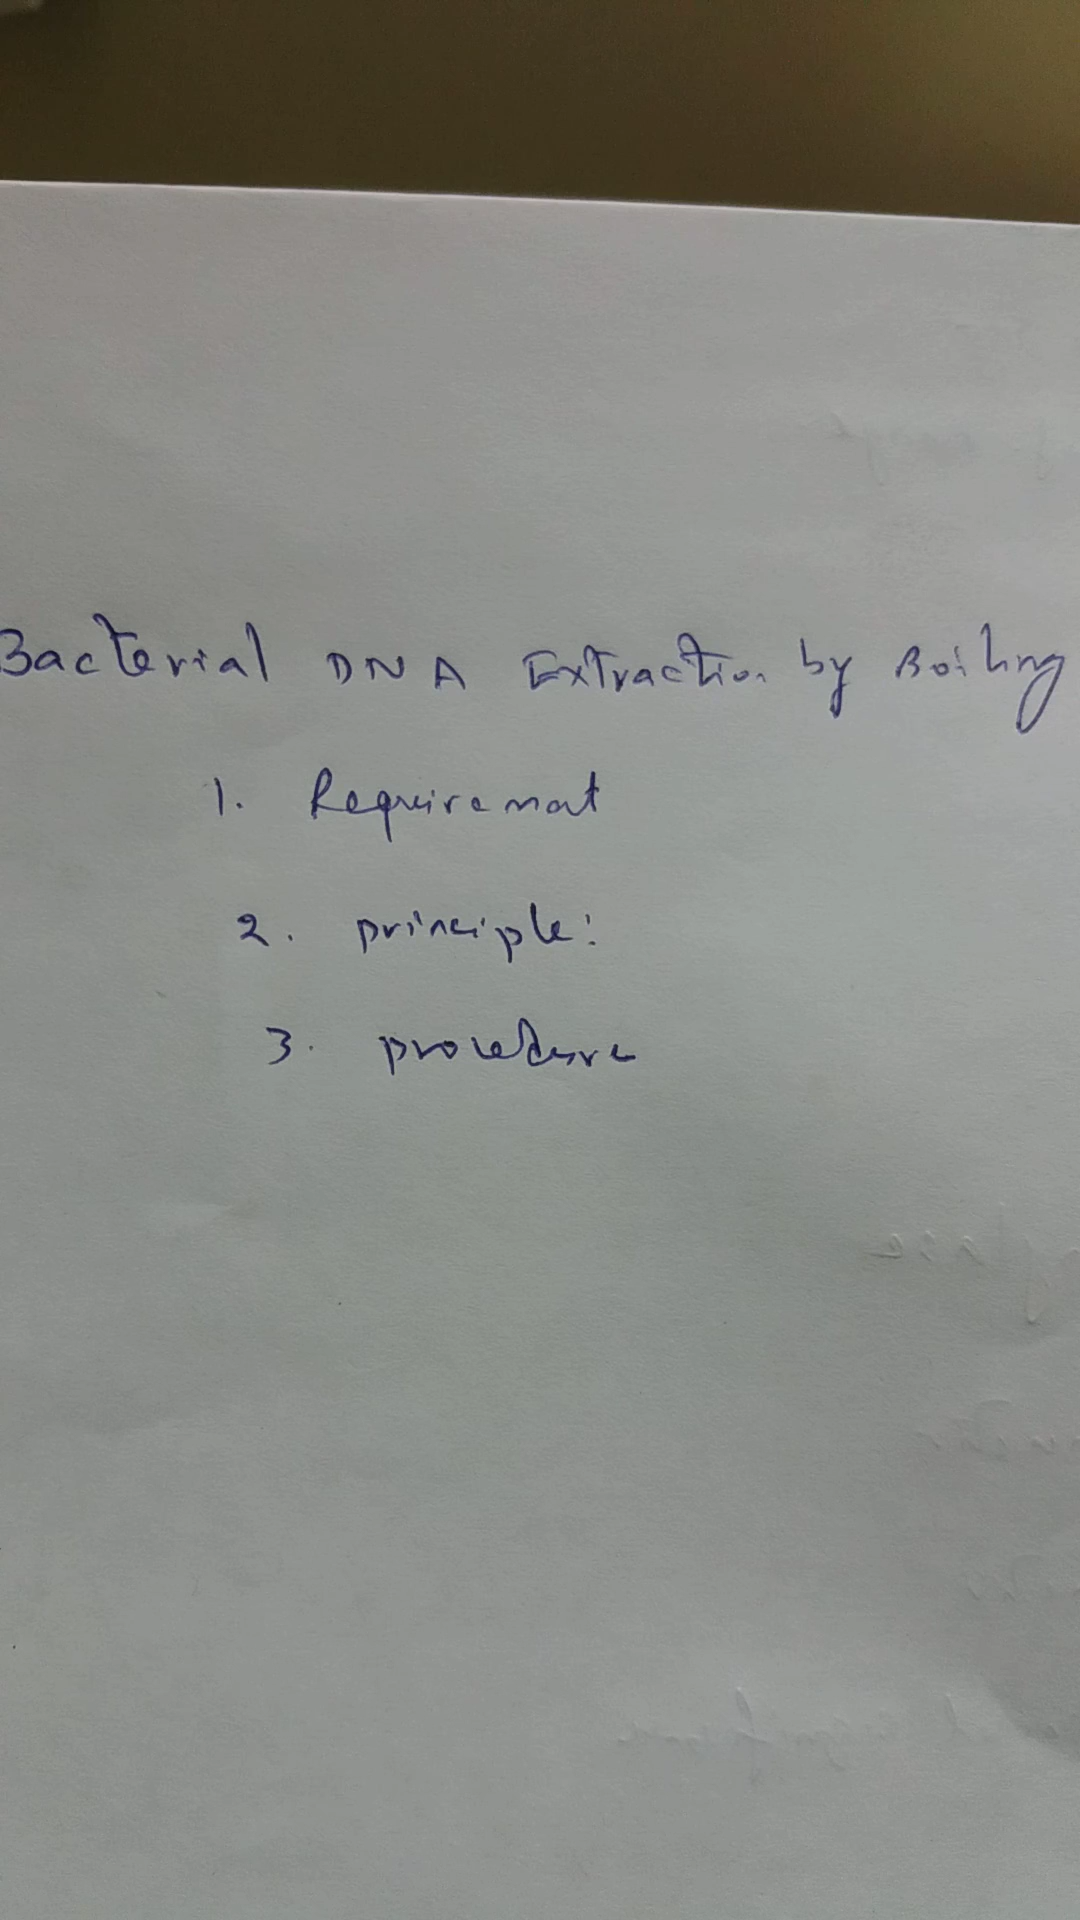 Bacterial DNA Extraction by Boiling
1. Requirement
2. principle:
3. procedure